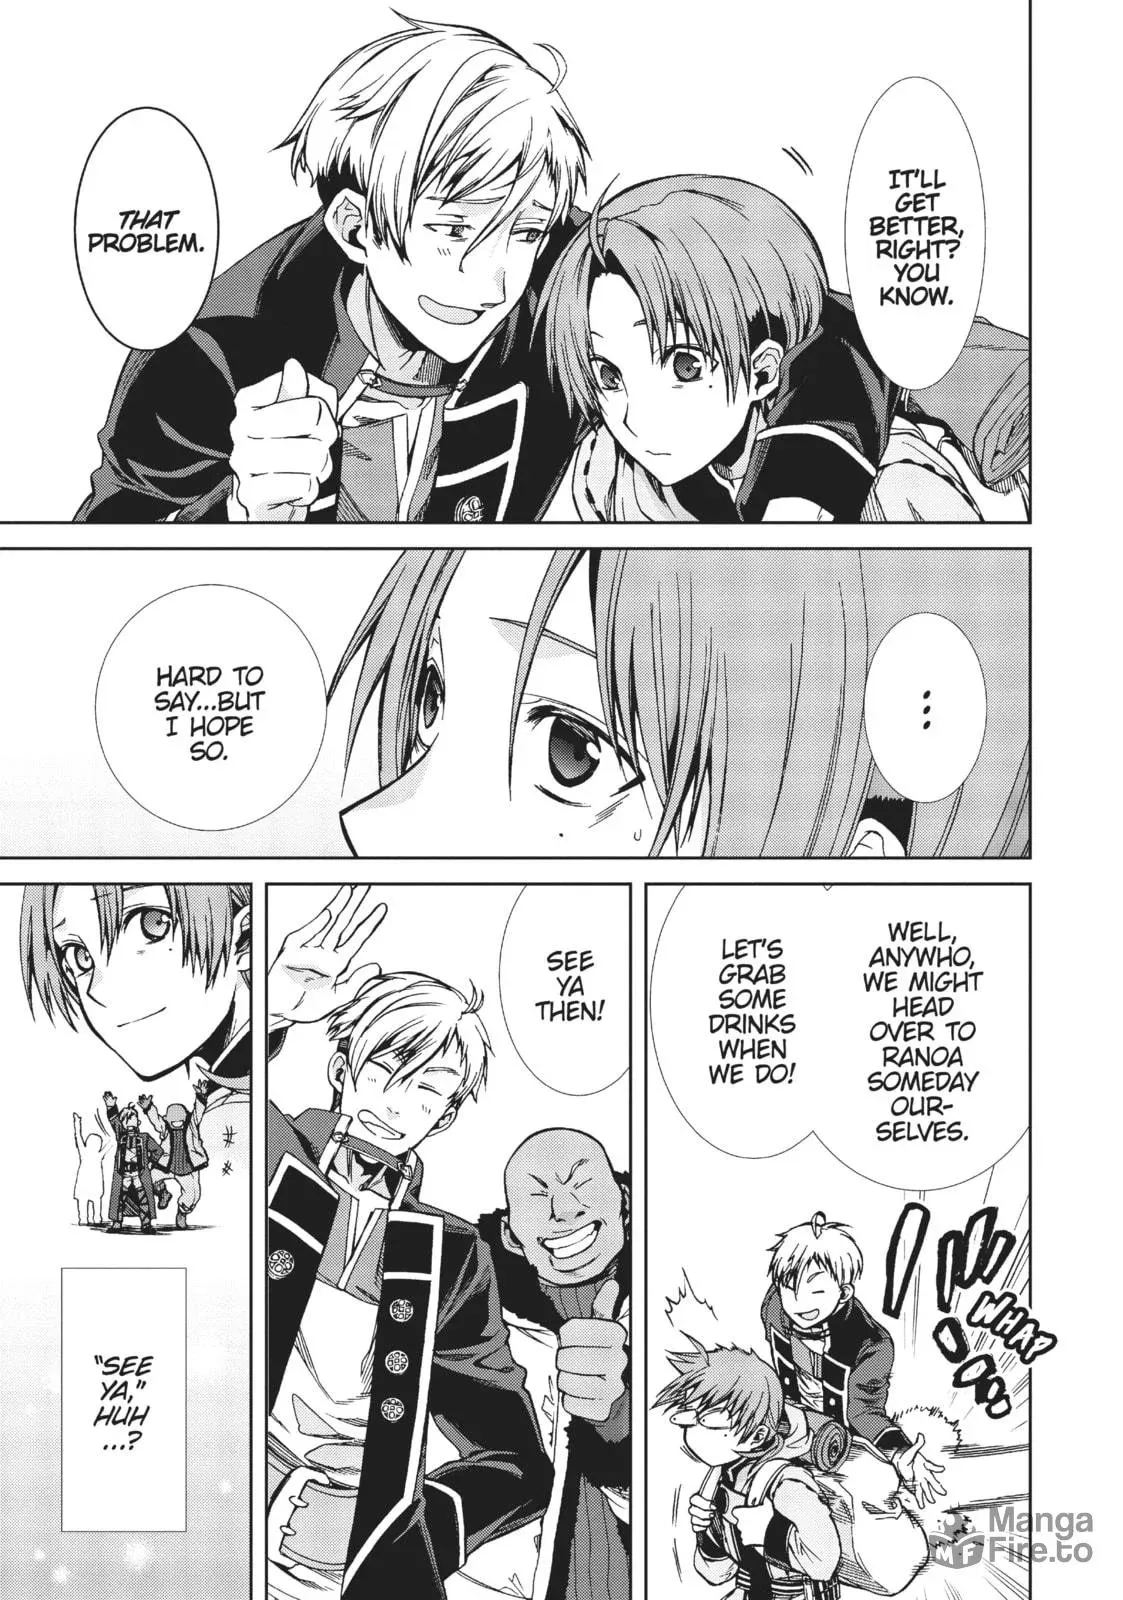 IT'LL
GET
BETTER,
RIGHT?
YOU
KNOW.
THAT
PROBLEM.
...
HARD TO
SAY...BUT
I HOPE
SO.
WELL,
ANYWHO,
WE MIGHT
HEAD
OVER TO
RANOA
SOMEDAY
OUR-
SELVES.
LET'S
GRAB
SOME
DRINKS
WHEN
WE DO!
WHAP
SEE
YA
THEN!
"SEE
YA,"
HUH
...?
Manga
Fire.to
MF